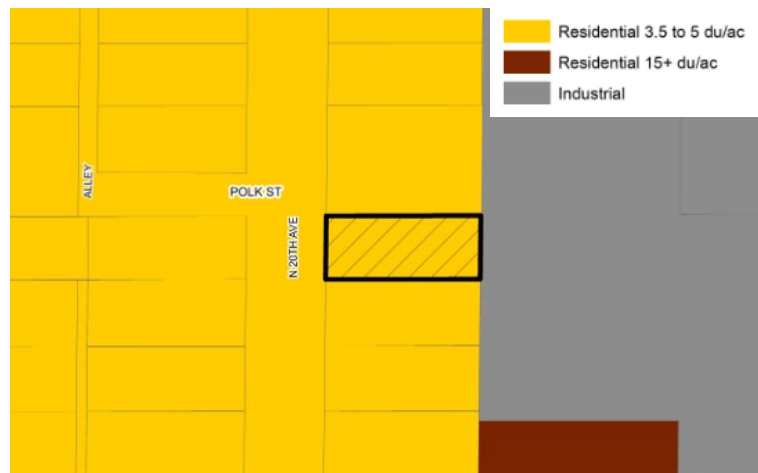 Residential 3.5 to 5 du/ac
Residential 15+ du/ac
Industrial
ALLEY
POLK ST
N 20TH AVE